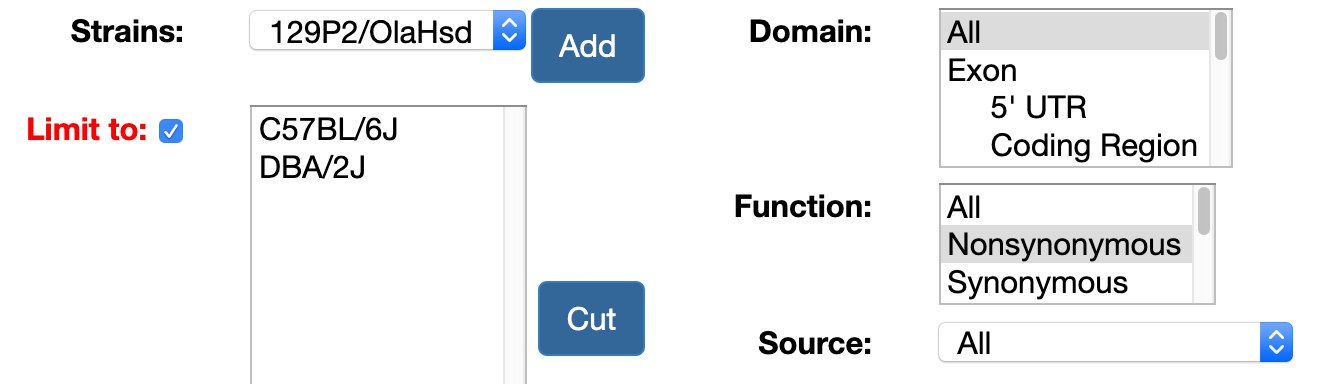 Strains:
129P2/OlaHsd
Add
Limit to:
C57BL/6J
DBA/2J
Cut
Domain:
All
Exon
5' UTR
Coding Region
Function:
All
Nonsynonymous
Synonymous
Source:
All